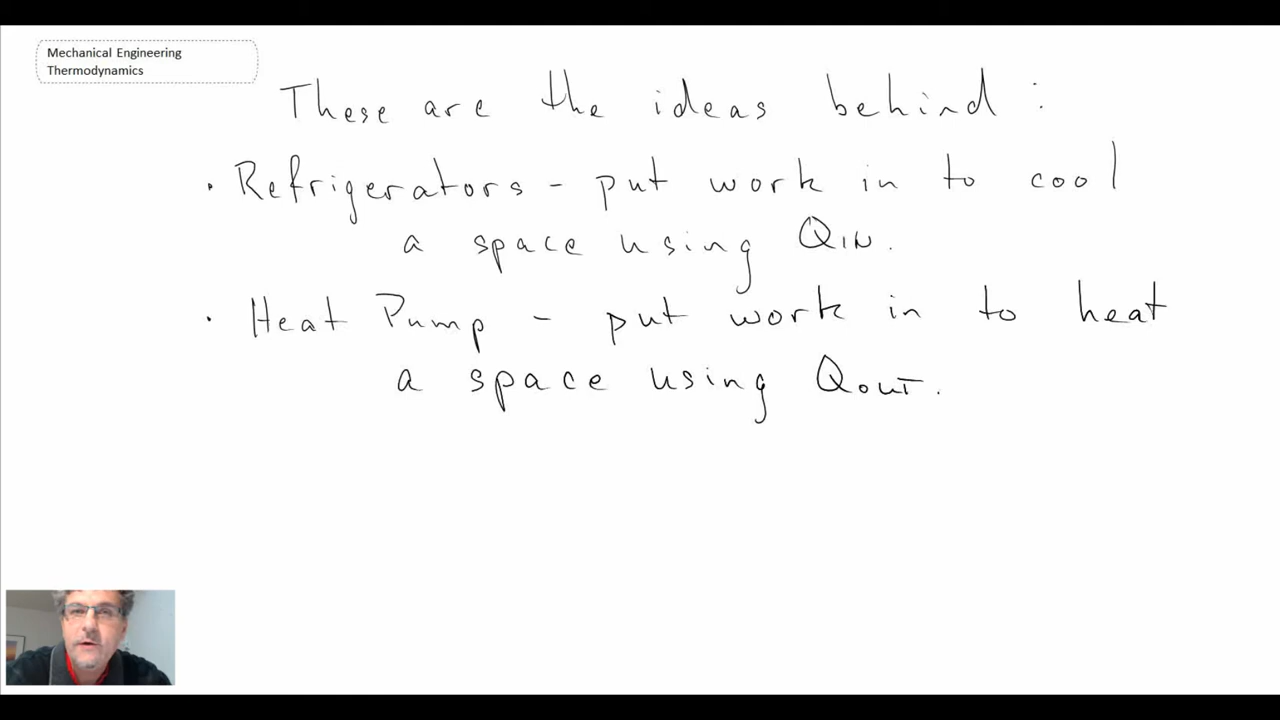 Mechanical Engineering
Thermodynamics
These are the ideas behind:
· Refrigerators - put work in to cool
a space using QIN.
· Heat Pump - put work in to heat
a space using QOUT.